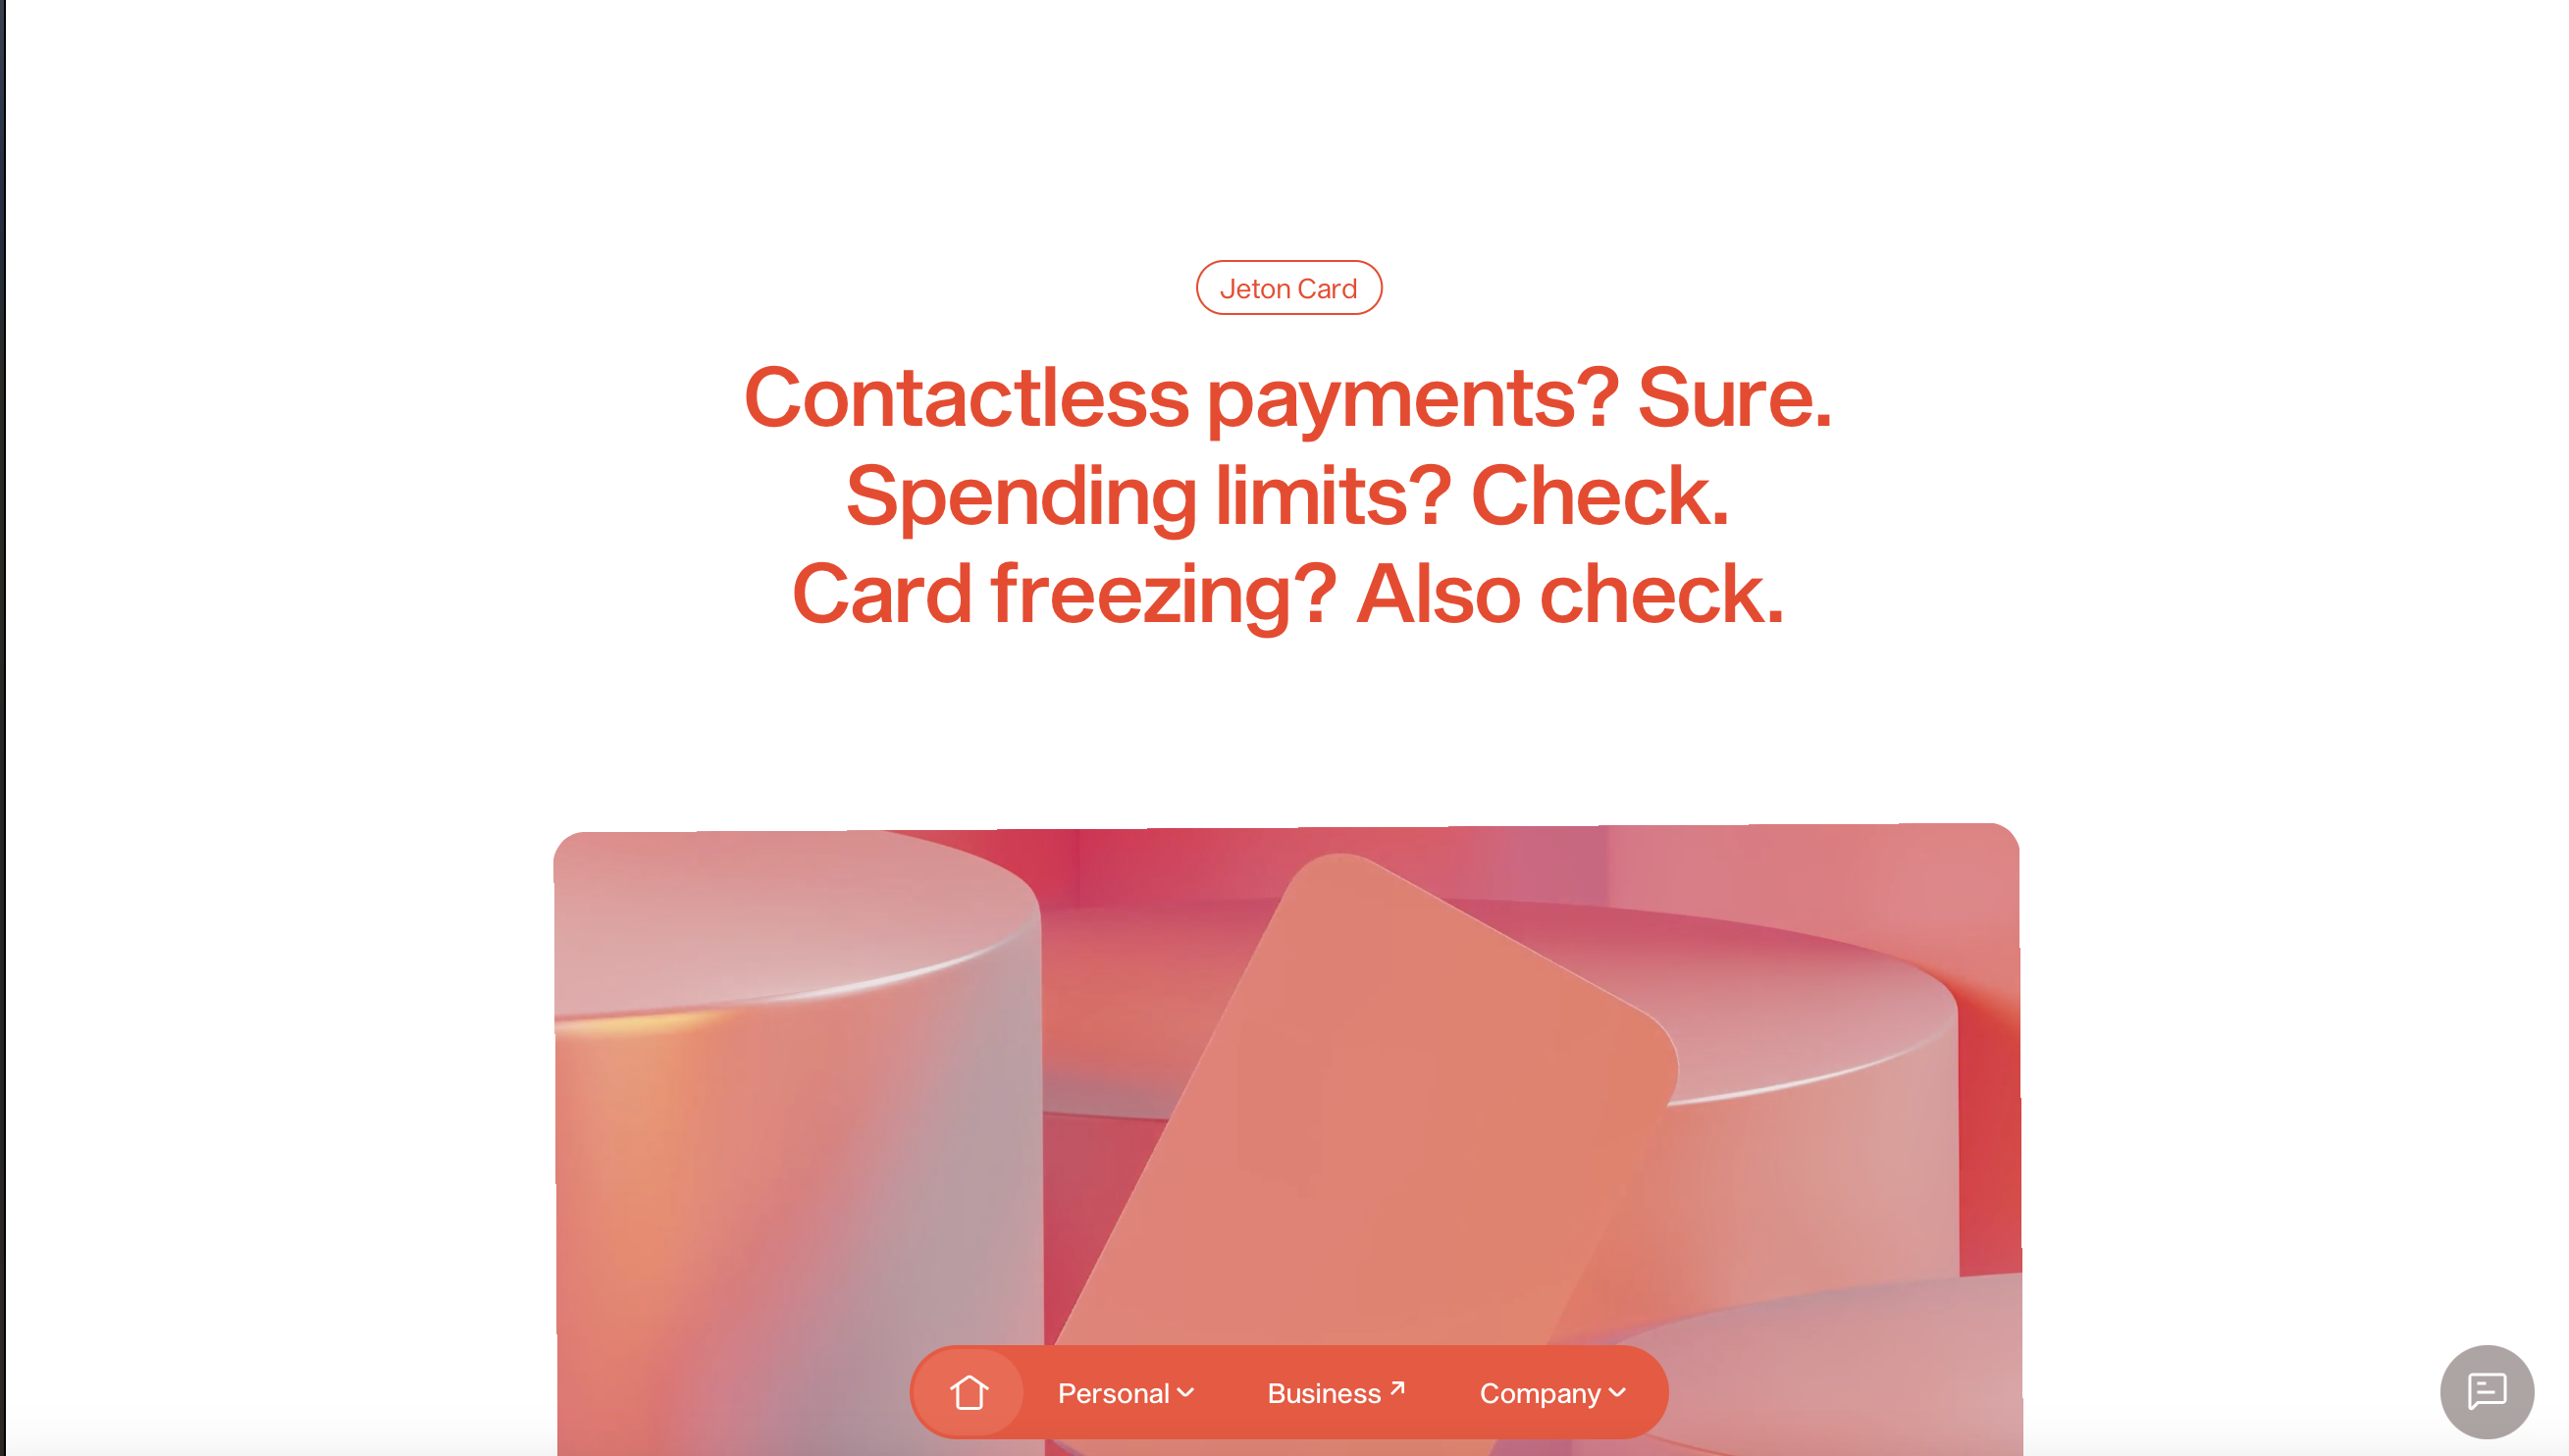 Jeton Card
Contactless payments? Sure.
Spending limits? Check.
Card freezing? Also check.
Personal
Business
Company